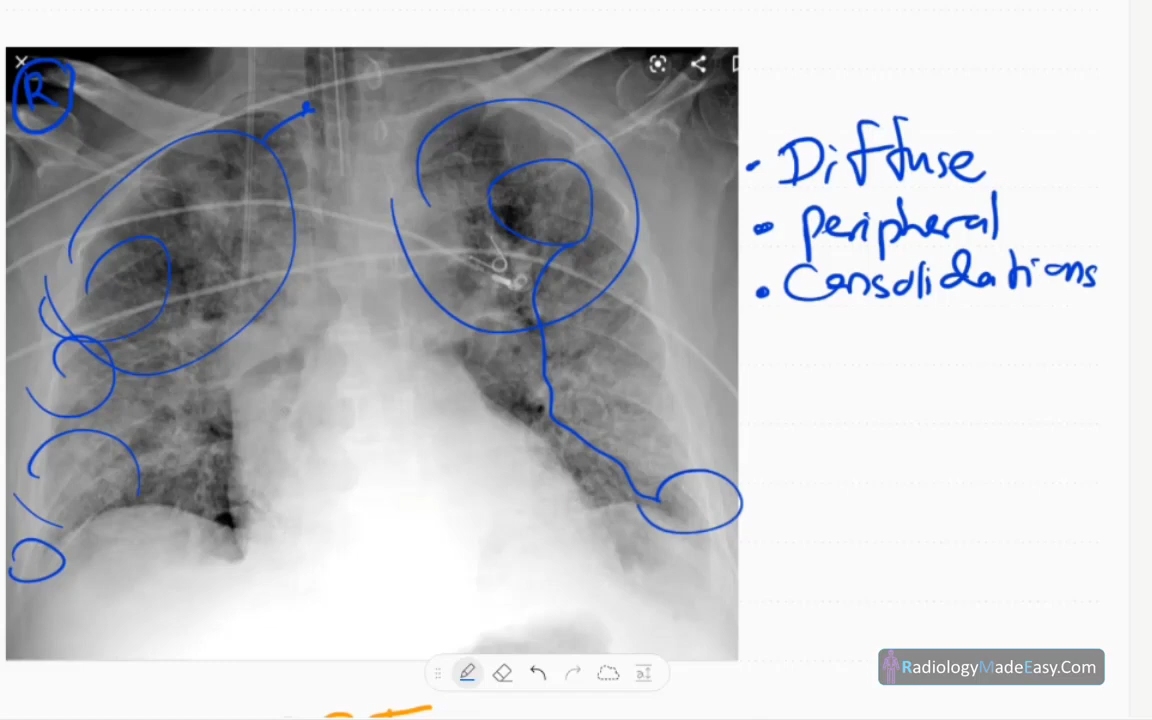 R
• Diffuse
• Peripheral
• Consolidations
RadiologyMadeEasy.Com